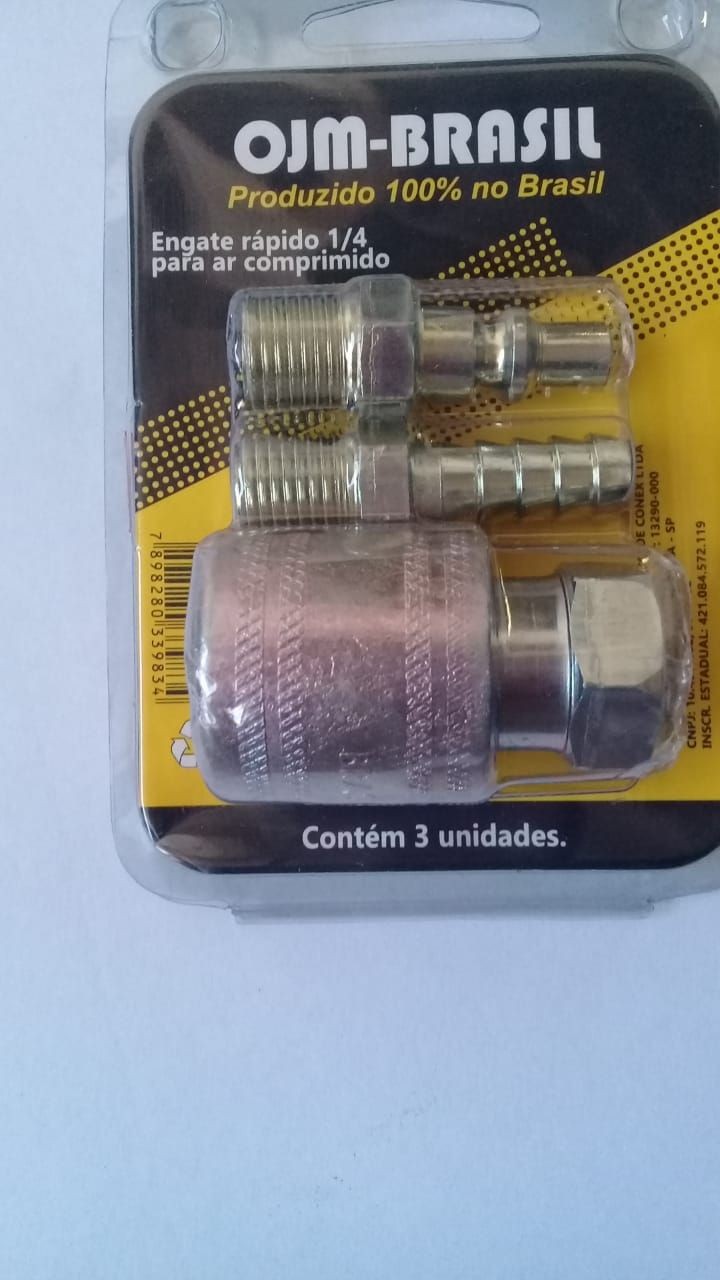 OJM-BRASIL
Produzido 100% no Brasil
Engate rápido 1/4
para ar comprimido
DE CONEX LTDA
: 13290-000
A - SP
CNPJ:
INSCR. ESTADUAL: 421.084.572.119
7 898280 339834
Contém 3 unidades.